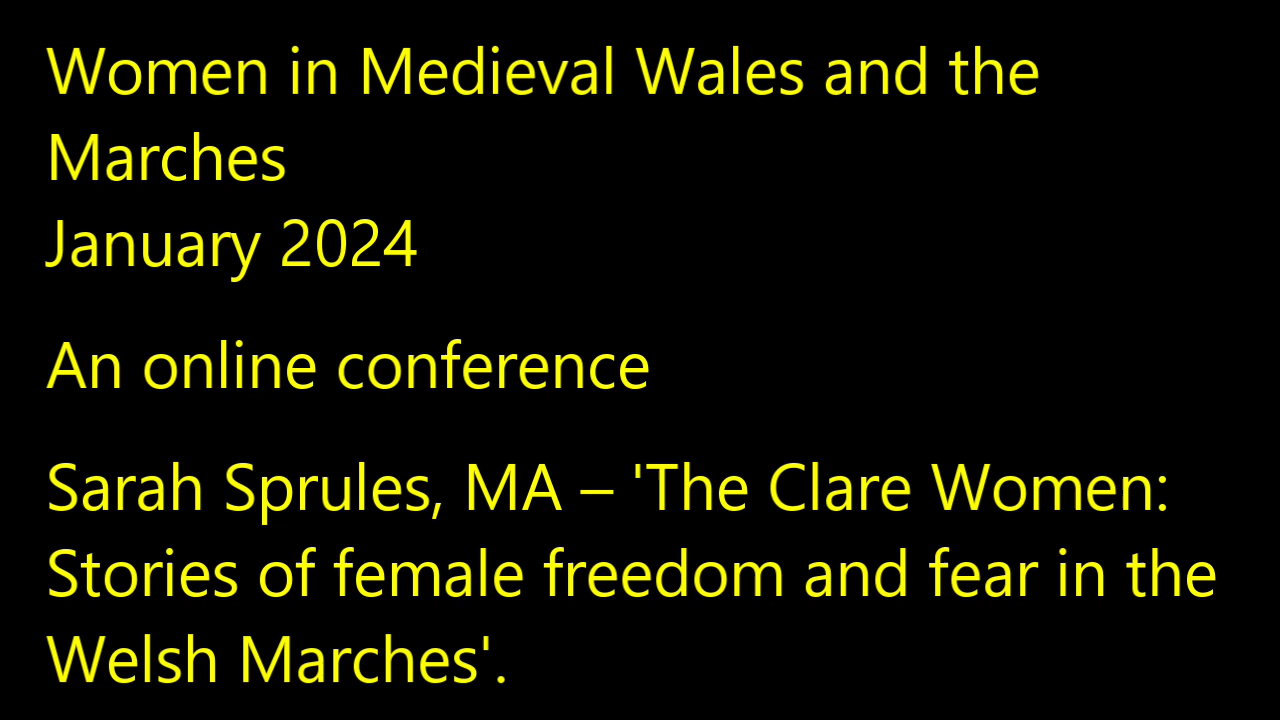 Women in Medieval Wales and the
Marches
January 2024
An online conference
Sarah Sprules, MA – 'The Clare Women:
Stories of female freedom and fear in the
Welsh Marches'.